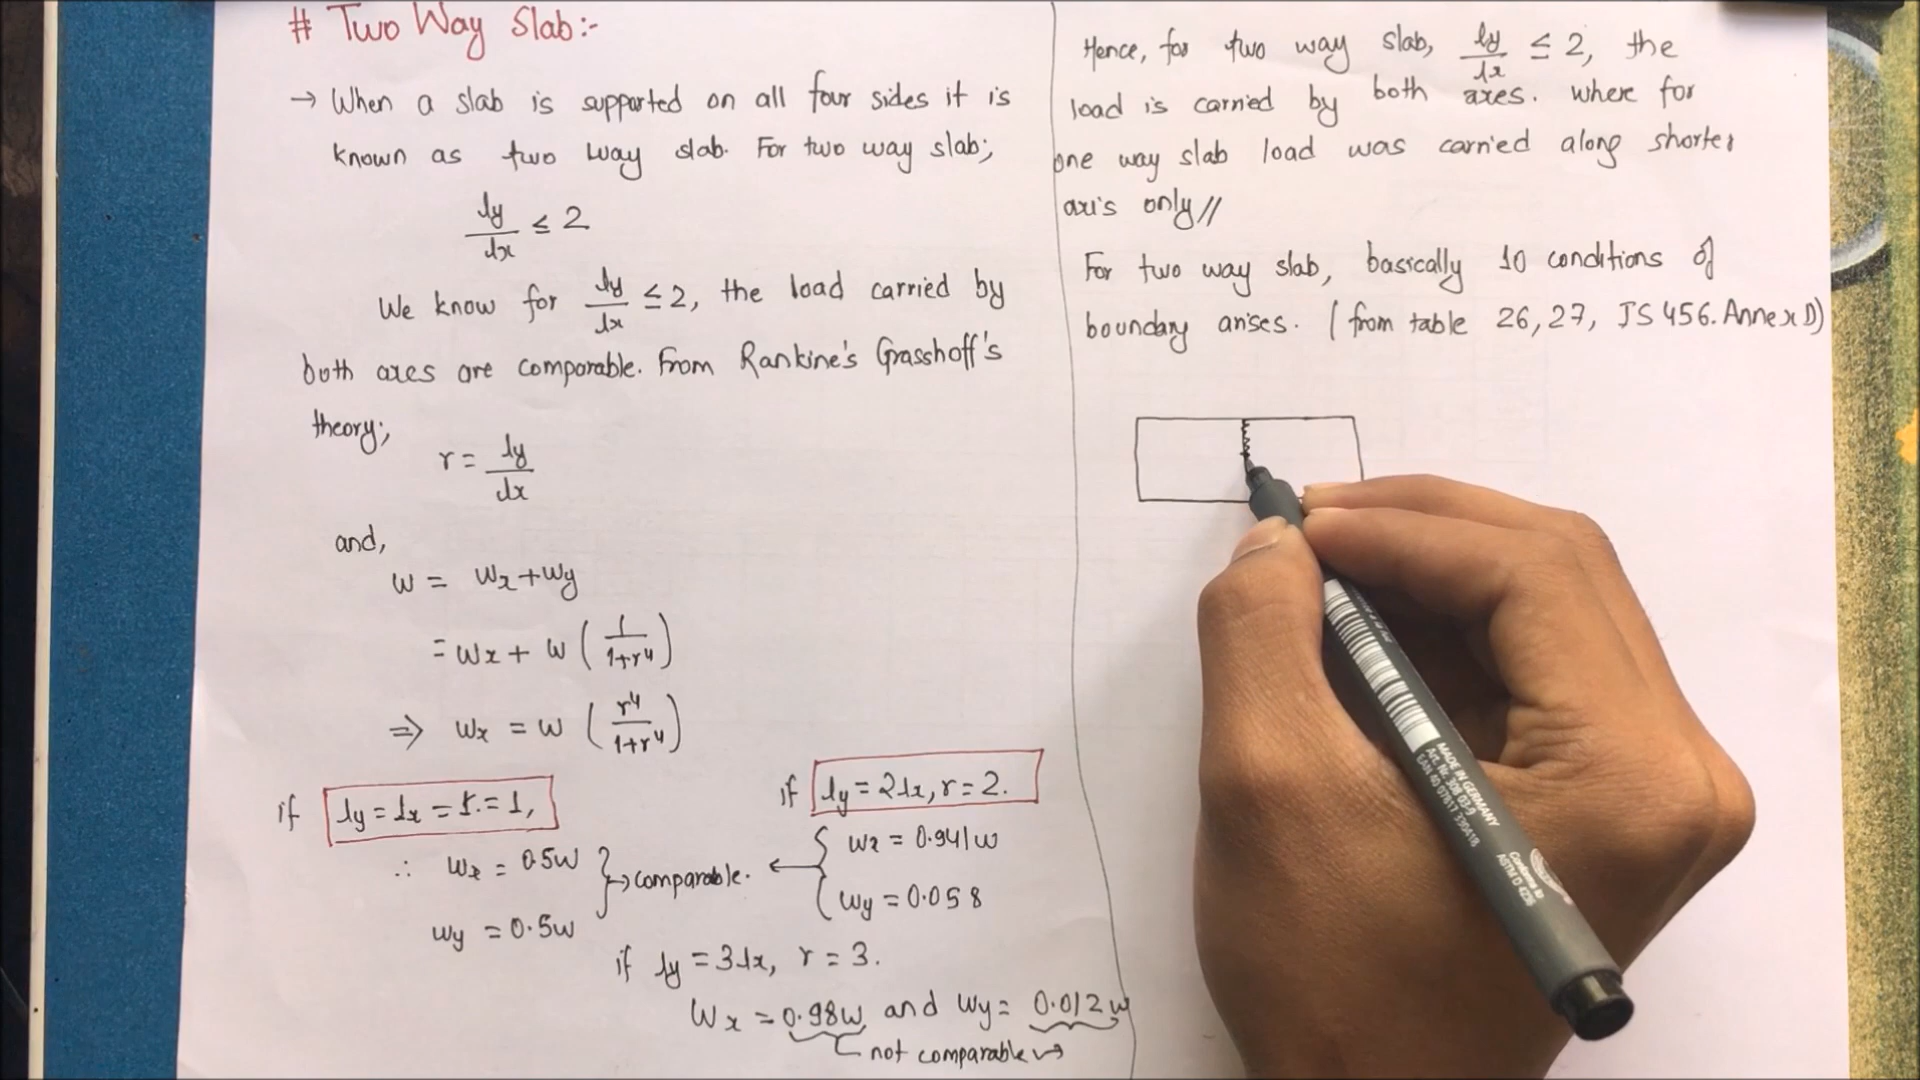 # Two Way Slab:-
→ When a slab is supported on all four sides it is
known as two way slab. For two way slab;
ly/lx ≤ 2
We know for ly/lx ≤ 2, the load carried by
both axes are comparable. From Rankine's Grasshoff's
theory;
r = ly/lx
and,
w = wx + wy
= wx + w (1/1+r⁴)
⇒ wx = w (r⁴/1+r⁴)
if ly = lx = r = 1,
∴ wx = 0.5w
wy = 0.5w
} → comparable. ←
if ly = 2lx, r = 2.
{ wx = 0.941w
wy = 0.058
if ly = 3lx, r = 3.
Wx = 0.98w and wy = 0.012w
not comparable
Hence, for two way slab, ly/lx ≤ 2, the
load is carried by both axes. where for
one way slab load was carried along shorter
axis only//
For two way slab, basically 10 conditions of
boundary arises. (from table 26, 27, IS 456. Annex D)
MADE IN GERMANY
Art. Nr. 308 03-9